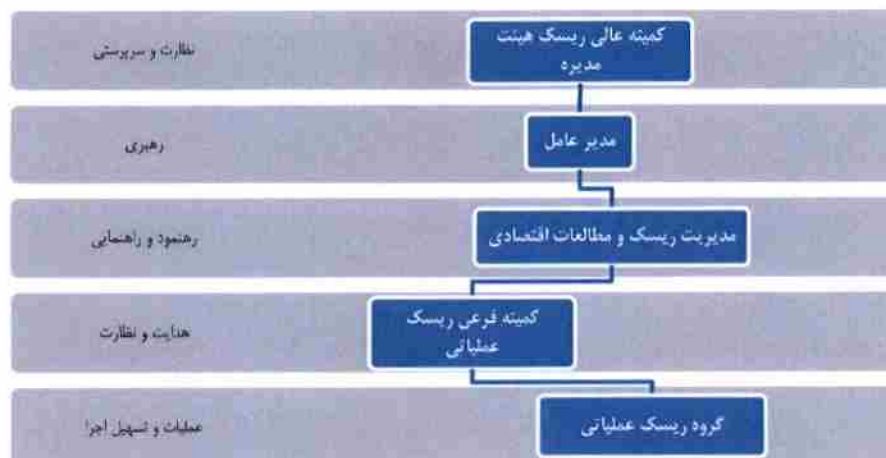 کمیته عالی ریسک هیئت
مدیره
نظارت و سرپرستی
مدیر عامل
رهبری
مدیریت ریسک و مطالعات اقتصادی
رهنمود و راهنمایی
کمیته فرعی ریسک
عملیاتی
هدایت و نظارت
گروه ریسک عملیاتی
عملیات و تسهیل اجرا